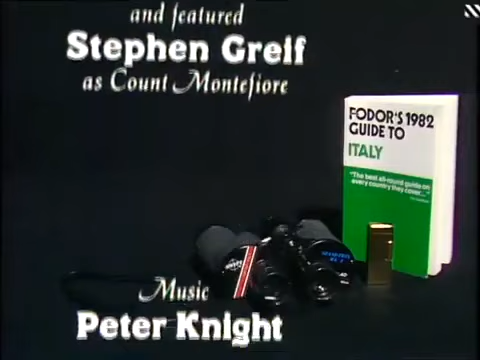 and featured
Stephen Greif
as Count Montefiore
FODOR'S 1982
GUIDE TO
ITALY
"The best all-round guide on
every country they cover..."
Music
Peter Knight